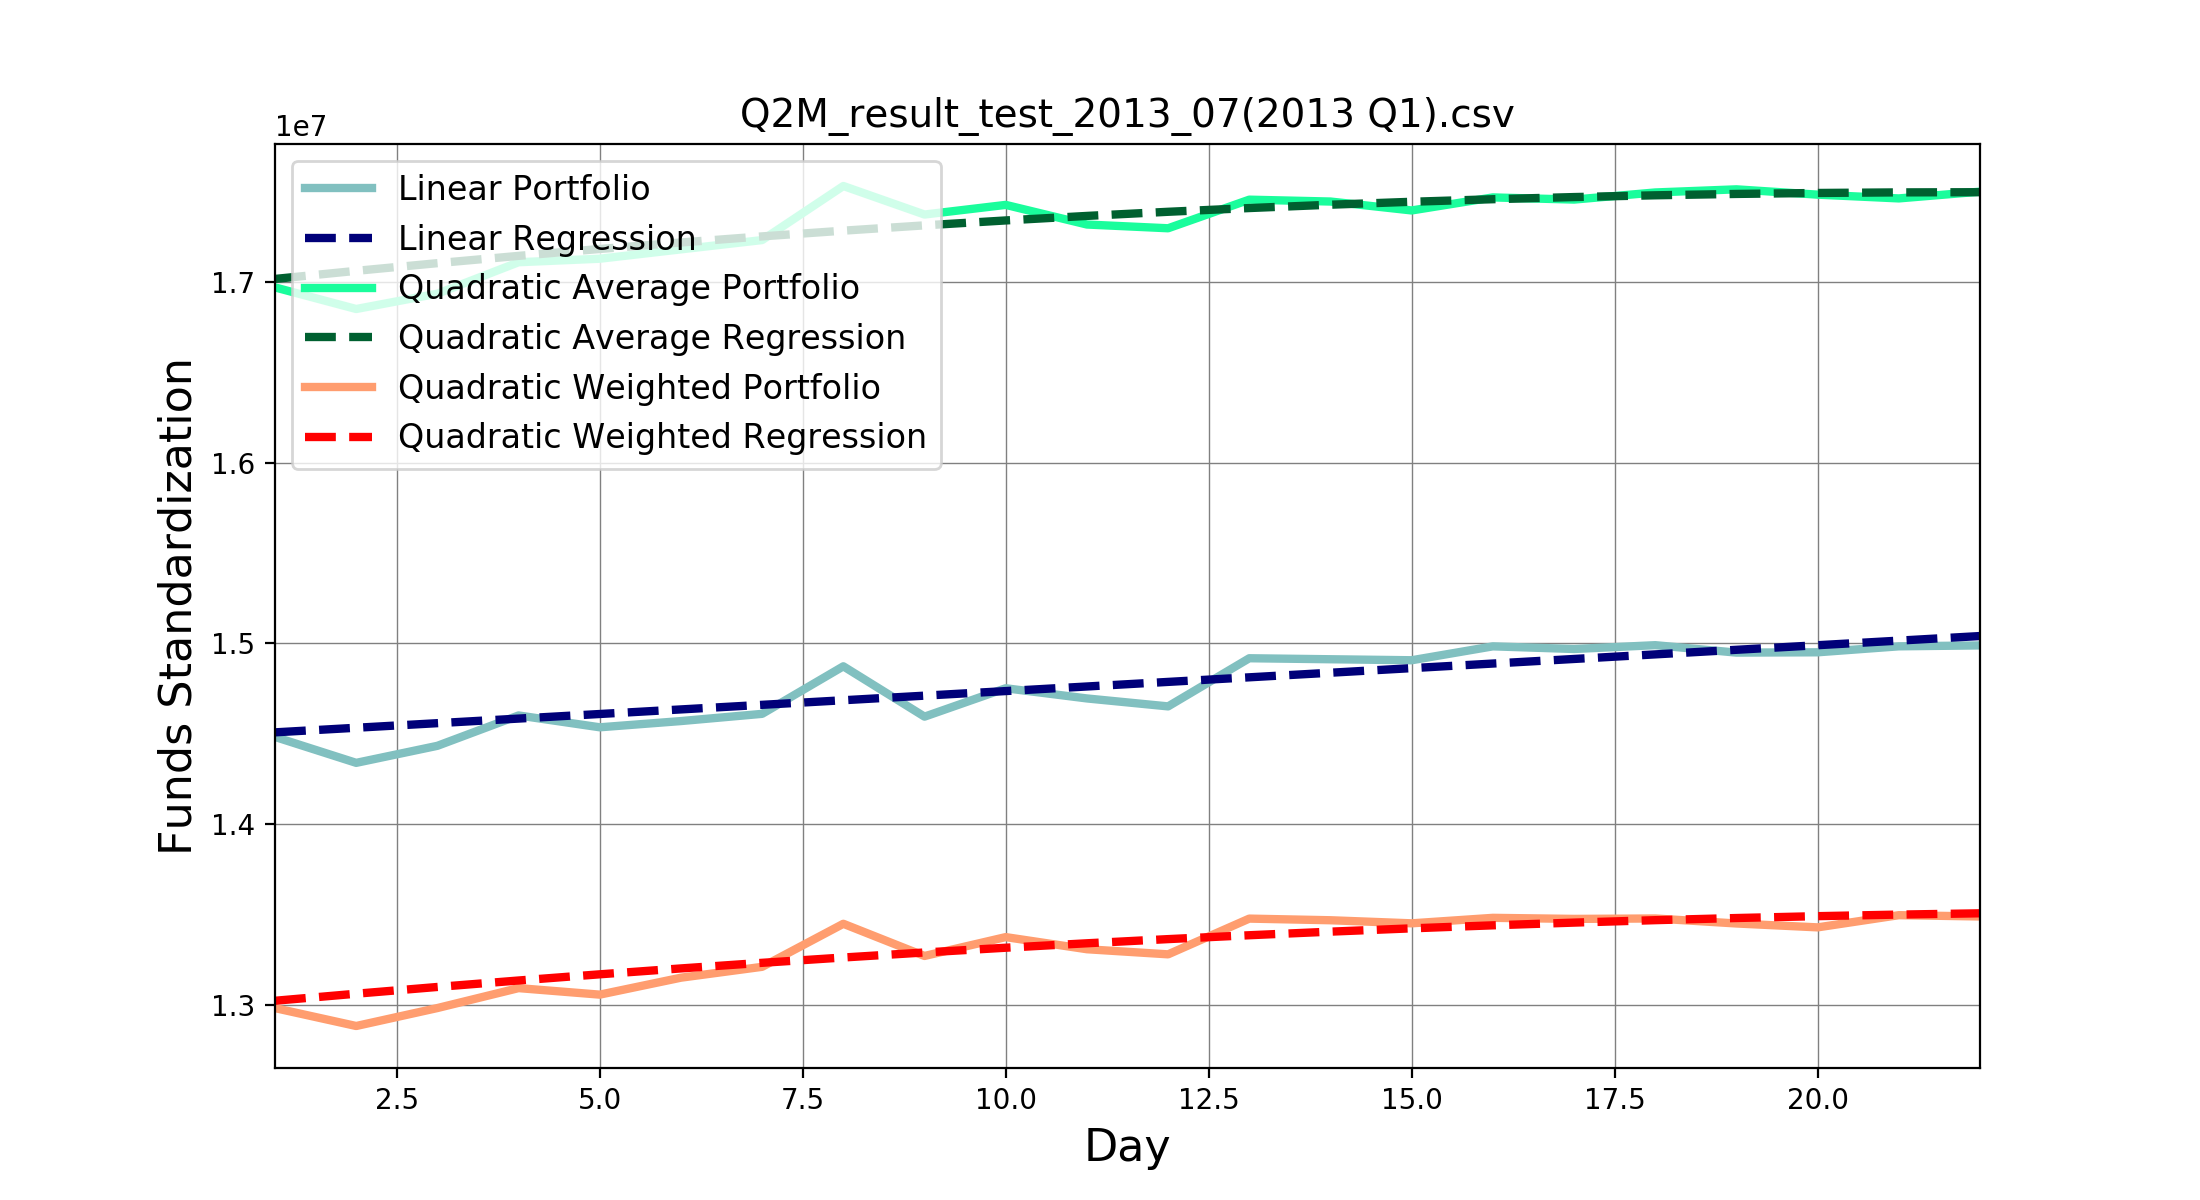 Q2M_result_test_2013_07(2013 Q1).csv
1e7
Linear Portfolio
Linear Regression
Quadratic Average Portfolio
Quadratic Average Regression
Quadratic Weighted Portfolio
Quadratic Weighted Regression
Funds Standardization
1.7
1.6
1.5
1.4
1.3
2.5 5.0 7.5 10.0 12.5 15.0 17.5 20.0
Day